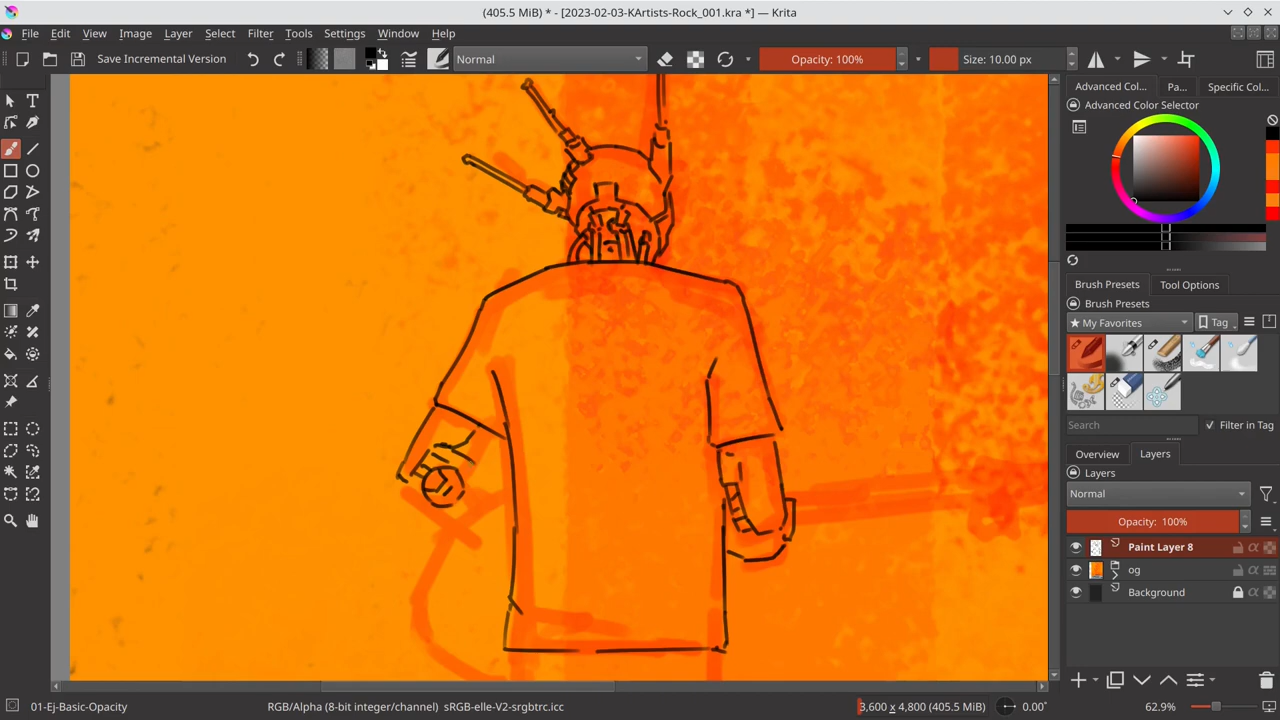 (405.5 MiB) * - [2023-02-03-KArtists-Rock_001.kra *] — Krita
File Edit View Image Layer Select Filter Tools Settings Window Help
Save Incremental Version Normal Opacity: 100% Size: 10.00 px
Advanced Col... Pa... Specific Col...
Advanced Color Selector
Brush Presets Tool Options
Brush Presets
★ My Favorites Tag
Search Filter in Tag
Overview Layers
Layers
Normal
Opacity: 100%
Paint Layer 8
og
Background
01-Ej-Basic-Opacity RGB/Alpha (8-bit integer/channel) sRGB-elle-V2-srgbtrc.icc 3,600 x 4,800 (405.5 MiB) 0.00° 62.9%